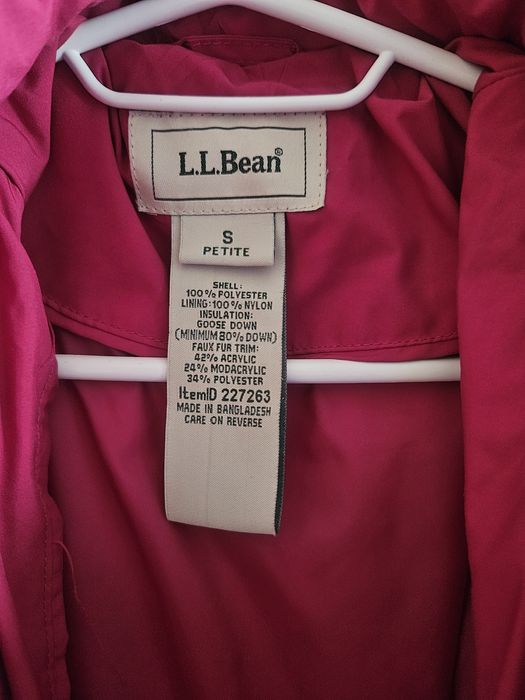 L.L.Bean®
S
PETITE
SHELL:
100% POLYESTER
LINING:100% NYLON
INSULATION:
GOOSE DOWN
(MINIMUM 80% DOWN)
FAUX FUR TRIM:
42% ACRYLIC
24% MODACRYLIC
34% POLYESTER
ItemID 227263
MADE IN BANGLADESH
CARE ON REVERSE